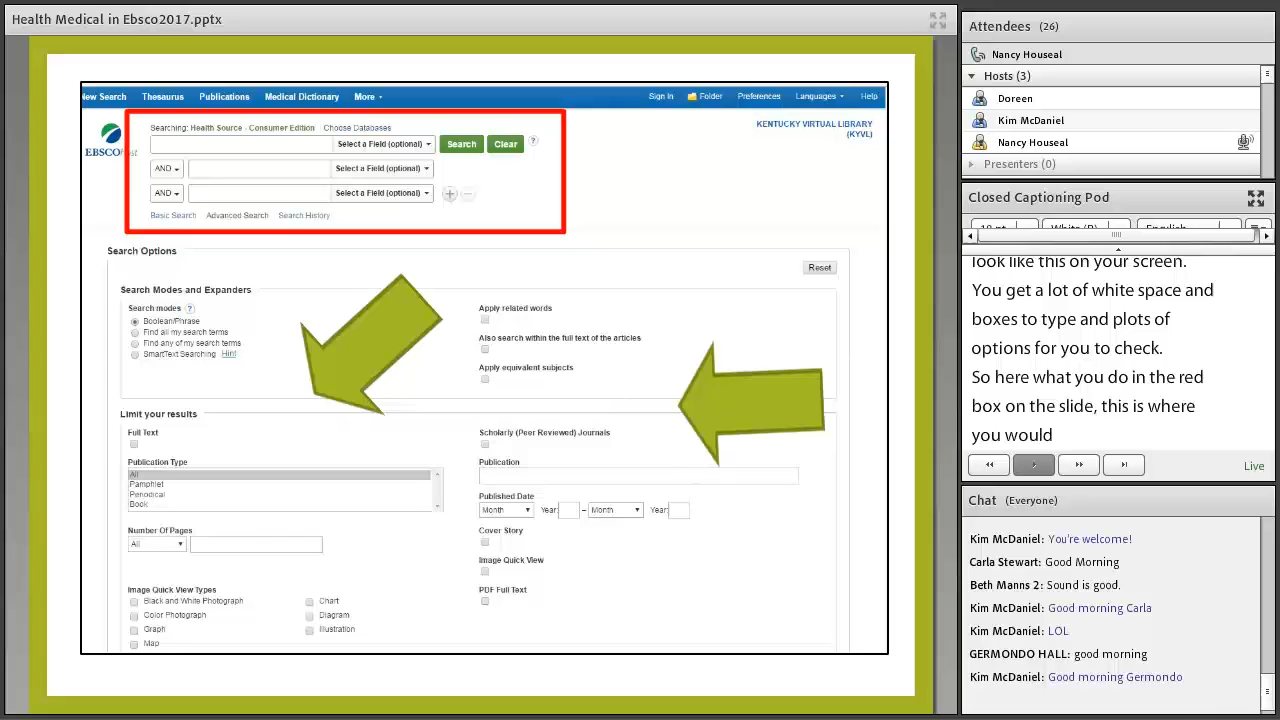 Health Medical in Ebsco2017.pptx
New Search Thesaurus Publications Medical Dictionary More Sign In Folder Preferences Languages Help
Searching: Health Source - Consumer Edition Choose Databases
KENTUCKY VIRTUAL LIBRARY
(KYVL)
EBSCOhost
Select a Field (optional) Search Clear ?
AND Select a Field (optional)
AND Select a Field (optional)
Basic Search Advanced Search Search History
Search Options
Reset
Search Modes and Expanders
Search modes ?
Boolean/Phrase
Find all my search terms
Find any of my search terms
SmartText Searching Hint
Apply related words
Also search within the full text of the articles
Apply equivalent subjects
Limit your results
Full Text
Publication Type
All
Pamphlet
Periodical
Book
Number Of Pages
All
Image Quick View Types
Black and White Photograph
Color Photograph
Graph
Map
Chart
Diagram
Illustration
Scholarly (Peer Reviewed) Journals
Publication
Published Date
Month Year: – Month Year:
Cover Story
Image Quick View
PDF Full Text
Attendees (26)
Nancy Houseal
Hosts (3)
Doreen
Kim McDaniel
Nancy Houseal
Presenters (0)
Closed Captioning Pod
look like this on your screen.
You get a lot of white space and
boxes to type and plots of
options for you to check.
So here what you do in the red
box on the slide, this is where
you would
Live
Chat (Everyone)
Kim McDaniel: You're welcome!
Carla Stewart: Good Morning
Beth Manns 2: Sound is good.
Kim McDaniel: Good morning Carla
Kim McDaniel: LOL
GERMONDO HALL: good morning
Kim McDaniel: Good morning Germondo